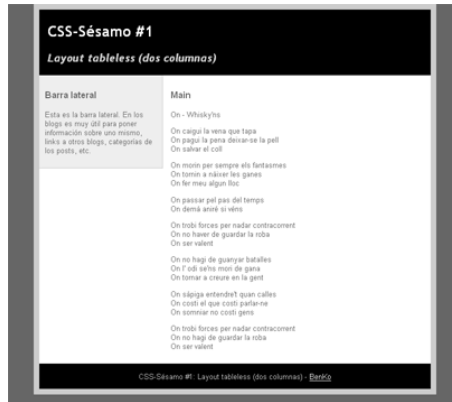 CSS-Sésamo #1
Layout tableless (dos columnas)
Barra lateral
Esta es la barra lateral. En los
blogs es muy útil para poner
información sobre uno mismo,
links a otros blogs, categorías de
los posts, etc.
Main
On - Whisky'ns
On caigui la vena que tapa
On pagui la pena deixar-se la pell
On salvar el coll
On morin per sempre els fantasmes
On tornin a nàixer les ganes
On fer meu algun lloc
On passar pel pas del temps
On demà aniré si véns
On trobi forces per nadar contracorrent
On no haver de guardar la roba
On ser valent
On no hagi de guanyar batalles
On l' odi se'ns mori de gana
On tornar a creure en la gent
On sàpiga entendre't quan calles
On costi el que costi parlar-ne
On somniar no costi gens
On trobi forces per nadar contracorrent
On no hagi de guardar la roba
On ser valent
CSS-Sésamo #1: Layout tableless (dos columnas) - BenKo